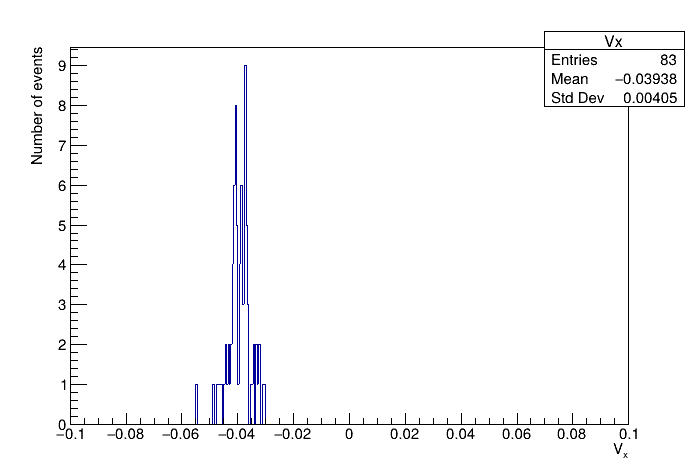 Vx
Entries 83
Mean −0.03938
Std Dev 0.00405
Number of events
9
8
7
6
5
4
3
2
1
0
−0.1 −0.08 −0.06 −0.04 −0.02 0 0.02 0.04 0.06 0.08 0.1
Vx